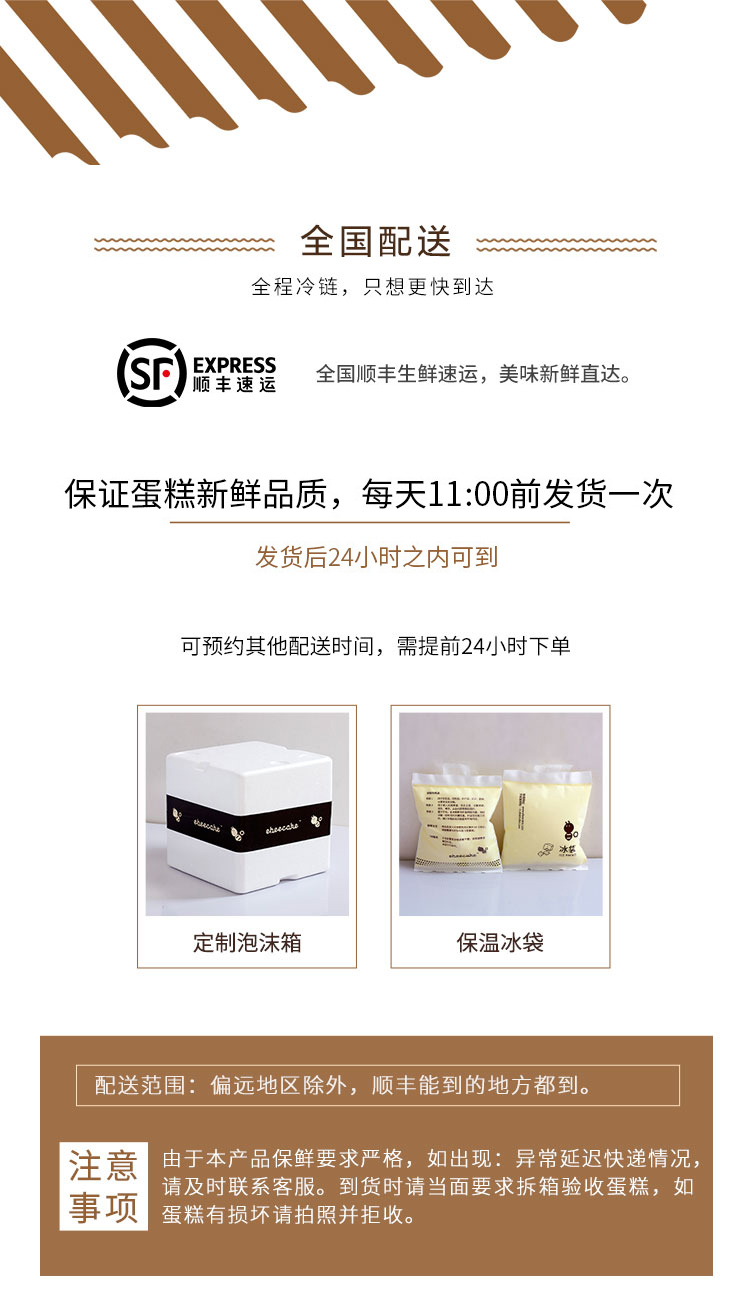 全国配送
全程冷链，只想更快到达
SF EXPRESS
顺丰速运
全国顺丰生鲜速运，美味新鲜直达。
保证蛋糕新鲜品质，每天11:00前发货一次
发货后24小时之内可到
可预约其他配送时间，需提前24小时下单
eheecake
eheecake
冰袋
定制泡沫箱
保温冰袋
配送范围：偏远地区除外，顺丰能到的地方都到。
注意
事项
由于本产品保鲜要求严格，如出现：异常延迟快递情况，
请及时联系客服。到货时请当面要求拆箱验收蛋糕，如
蛋糕有损坏请拍照并拒收。